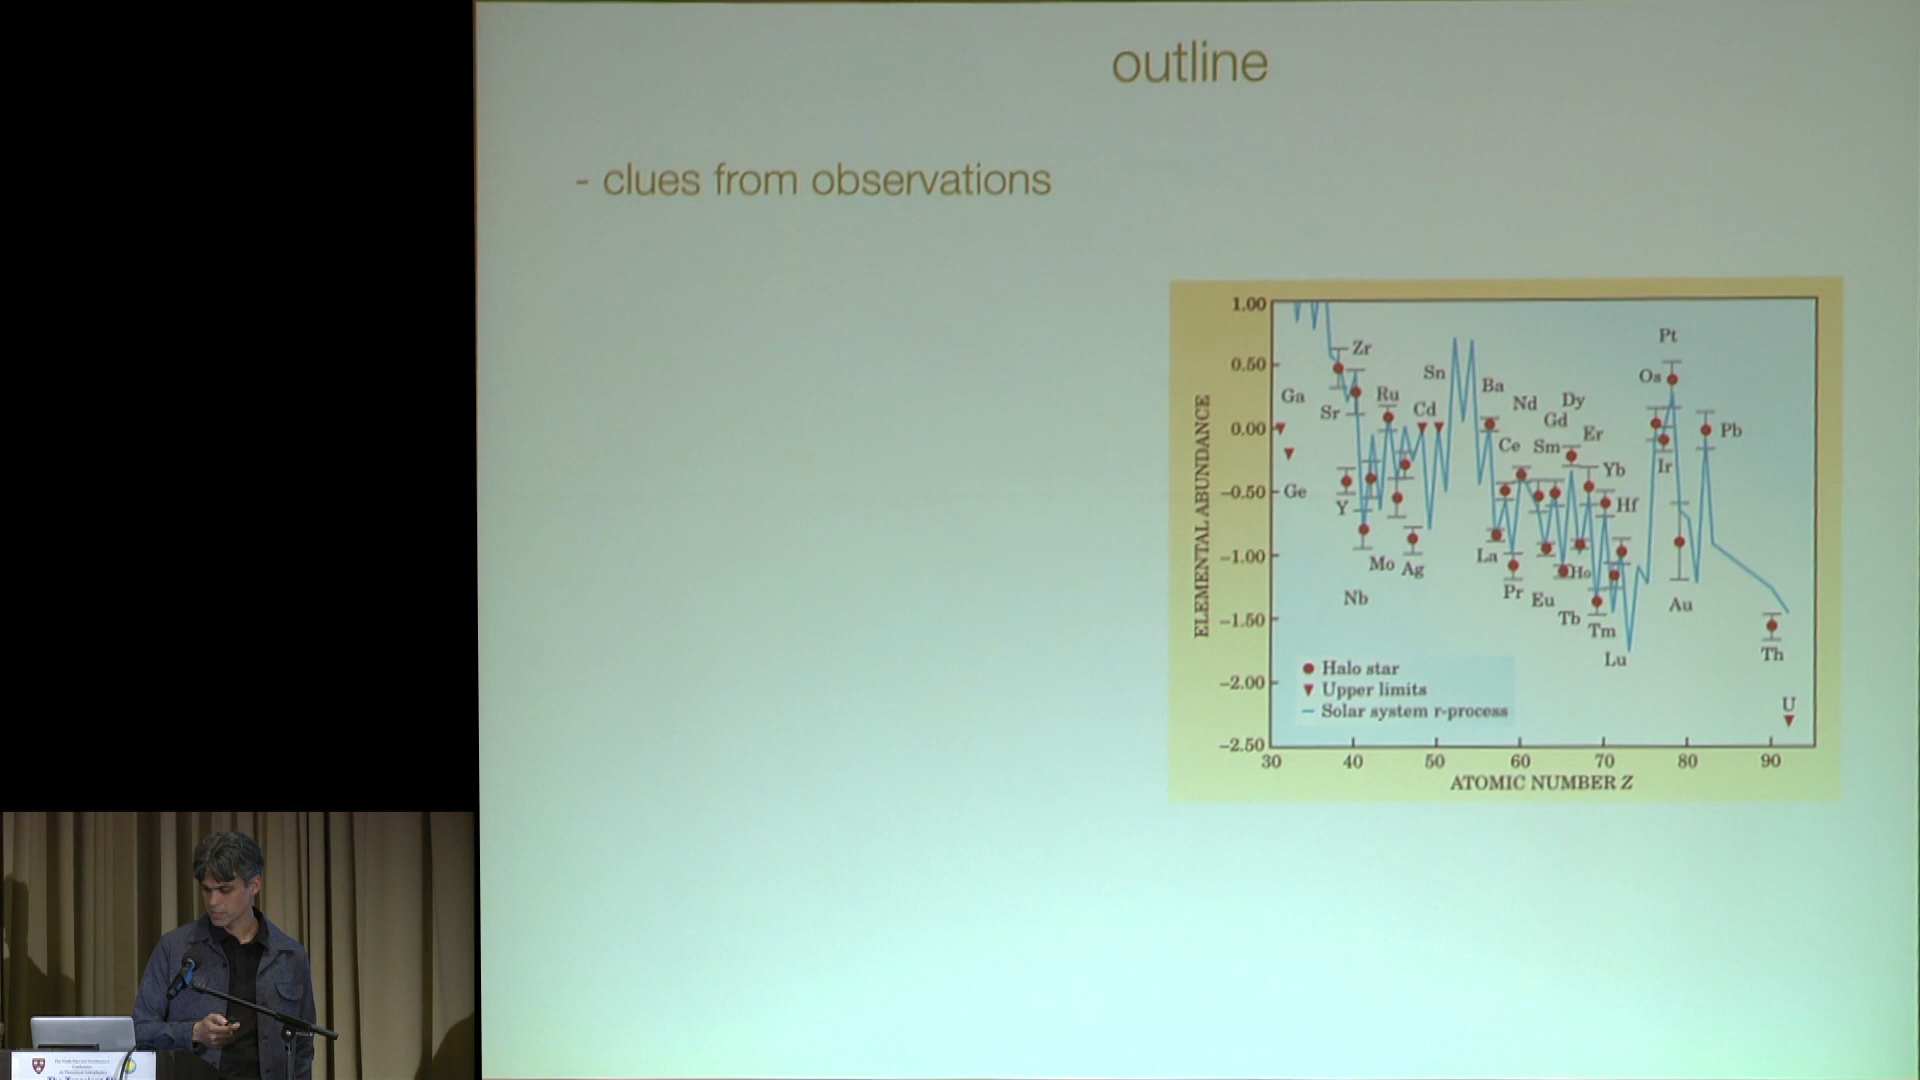 outline
- clues from observations
1.00
0.50
0.00
−0.50
−1.00
−1.50
−2.00
−2.50
ELEMENTAL ABUNDANCE
Ga
Ge
Zr
Sr
Y
Nb
Mo
Ru
Ag
Cd
Sn
Ba
La
Ce
Pr
Nd
Sm
Eu
Gd
Tb
Dy
Ho
Er
Tm
Yb
Lu
Hf
Os
Ir
Pt
Au
Pb
Th
U
Halo star
Upper limits
Solar system r-process
30 40 50 60 70 80 90
ATOMIC NUMBER Z